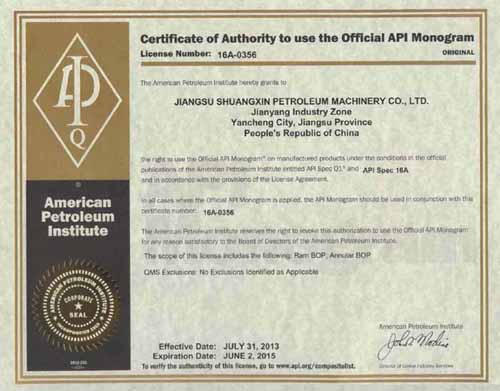 Certificate of Authority to use the Official API Monogram
License Number: 16A-0356
ORIGINAL
API
Q
®
American
Petroleum
Institute
The American Petroleum Institute hereby grants to
JIANGSU SHUANGXIN PETROLEUM MACHINERY CO., LTD.
Jianyang Industry Zone
Yancheng City, Jiangsu Province
People's Republic of China
the right to use the Official API Monogram® on manufactured products under the conditions in the official
publications of the American Petroleum Institute entitled API Spec Q1® and API Spec 16A
and in accordance with the provisions of the License Agreement.
In all cases where the Official API Monogram is applied, the API Monogram should be used in conjunction with this
certificate number: 16A-0356
The American Petroleum Institute reserves the right to revoke this authorization to use the Official API Monogram
for any reason satisfactory to the Board of Directors of the American Petroleum Institute.
The scope of this license includes the following: Ram BOP; Annular BOP
QMS Exclusions: No Exclusions Identified as Applicable
AMERICAN PETROLEUM INSTITUTE
CORPORATE
SEAL
American Petroleum Institute
Director of Global Industry Services
Effective Date: JULY 31, 2013
Expiration Date: JUNE 2, 2015
To verify the authenticity of this license, go to www.api.org/compositelist.